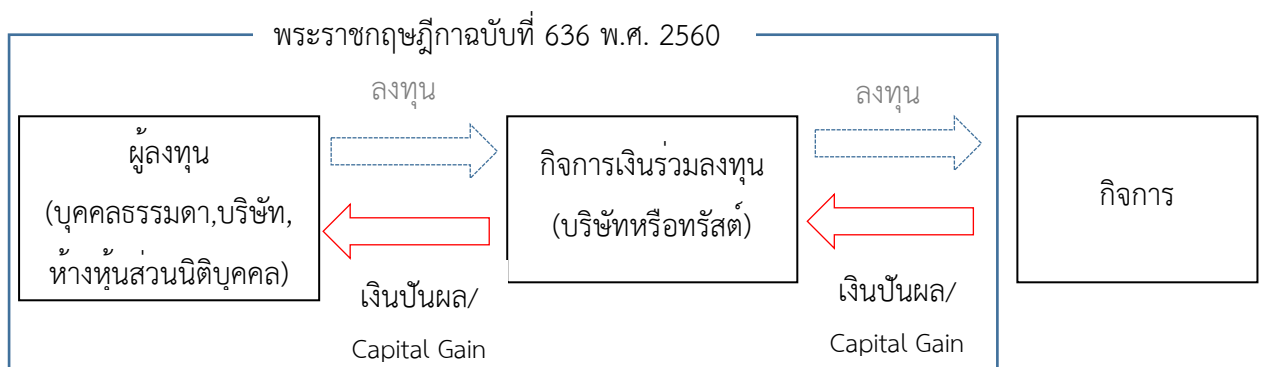 พระราชกฤษฎีกาฉบับที่ 636 พ.ศ. 2560
ลงทุน
ลงทุน
ผู้ลงทุน
(บุคคลธรรมดา,บริษัท,
ห้างหุ้นส่วนนิติบุคคล)
กิจการเงินร่วมลงทุน
(บริษัทหรือทรัสต์)
กิจการ
เงินปันผล/
Capital Gain
เงินปันผล/
Capital Gain